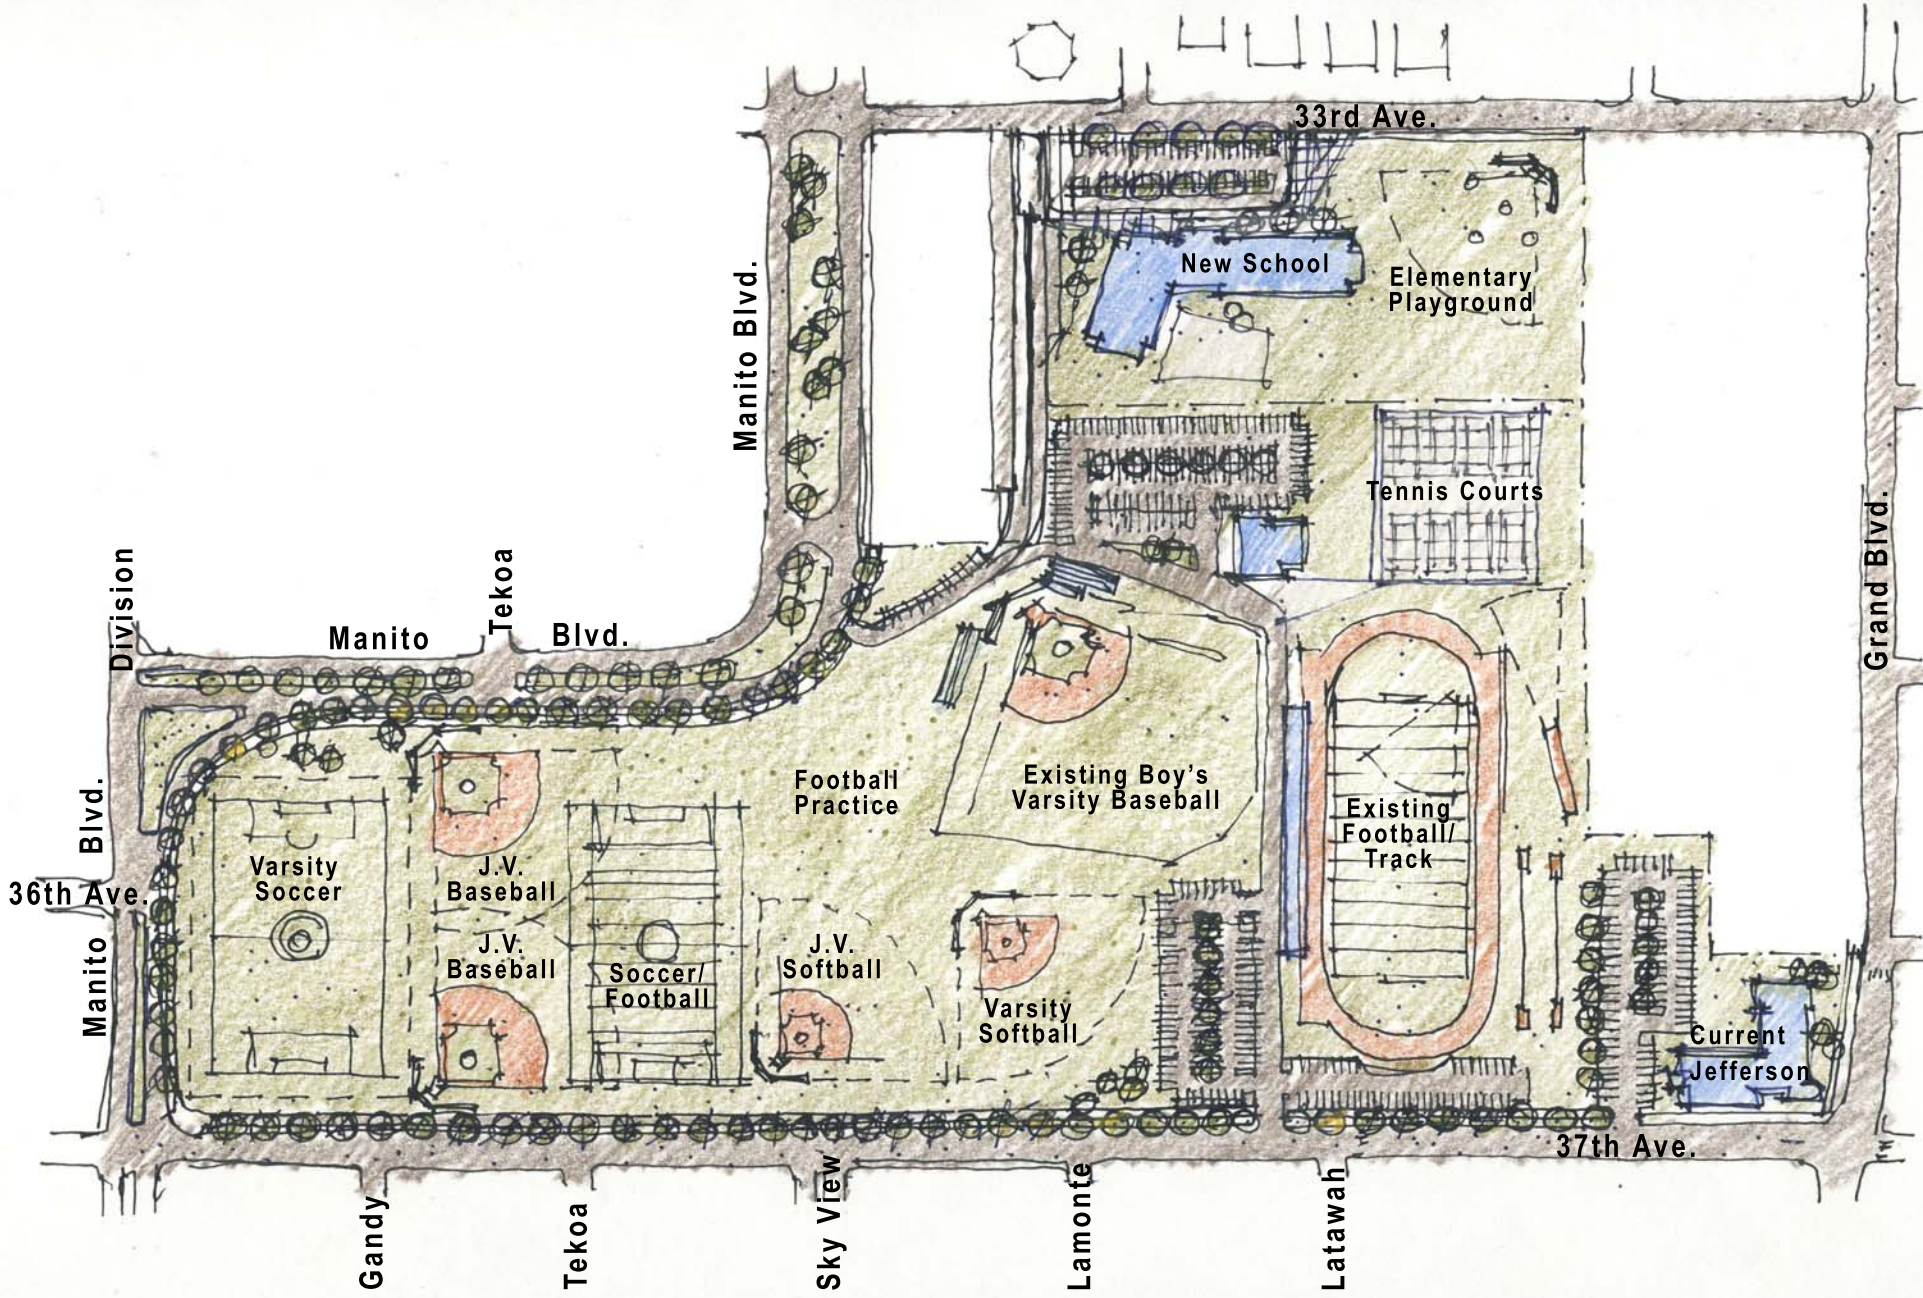 33rd Ave.
New School
Elementary
Playground
Manito Blvd.
Tennis Courts
Grand Blvd.
Division
Tekoa
Manito
Blvd.
Football
Practice
Existing Boy's
Varsity Baseball
Existing
Football/
Track
Blvd.
Varsity
Soccer
J.V.
Baseball
36th Ave.
J.V.
Baseball
Soccer/
Football
J.V.
Softball
Varsity
Softball
Manito
Current
Jefferson
37th Ave.
Gandy
Tekoa
Sky View
Lamonte
Latawah